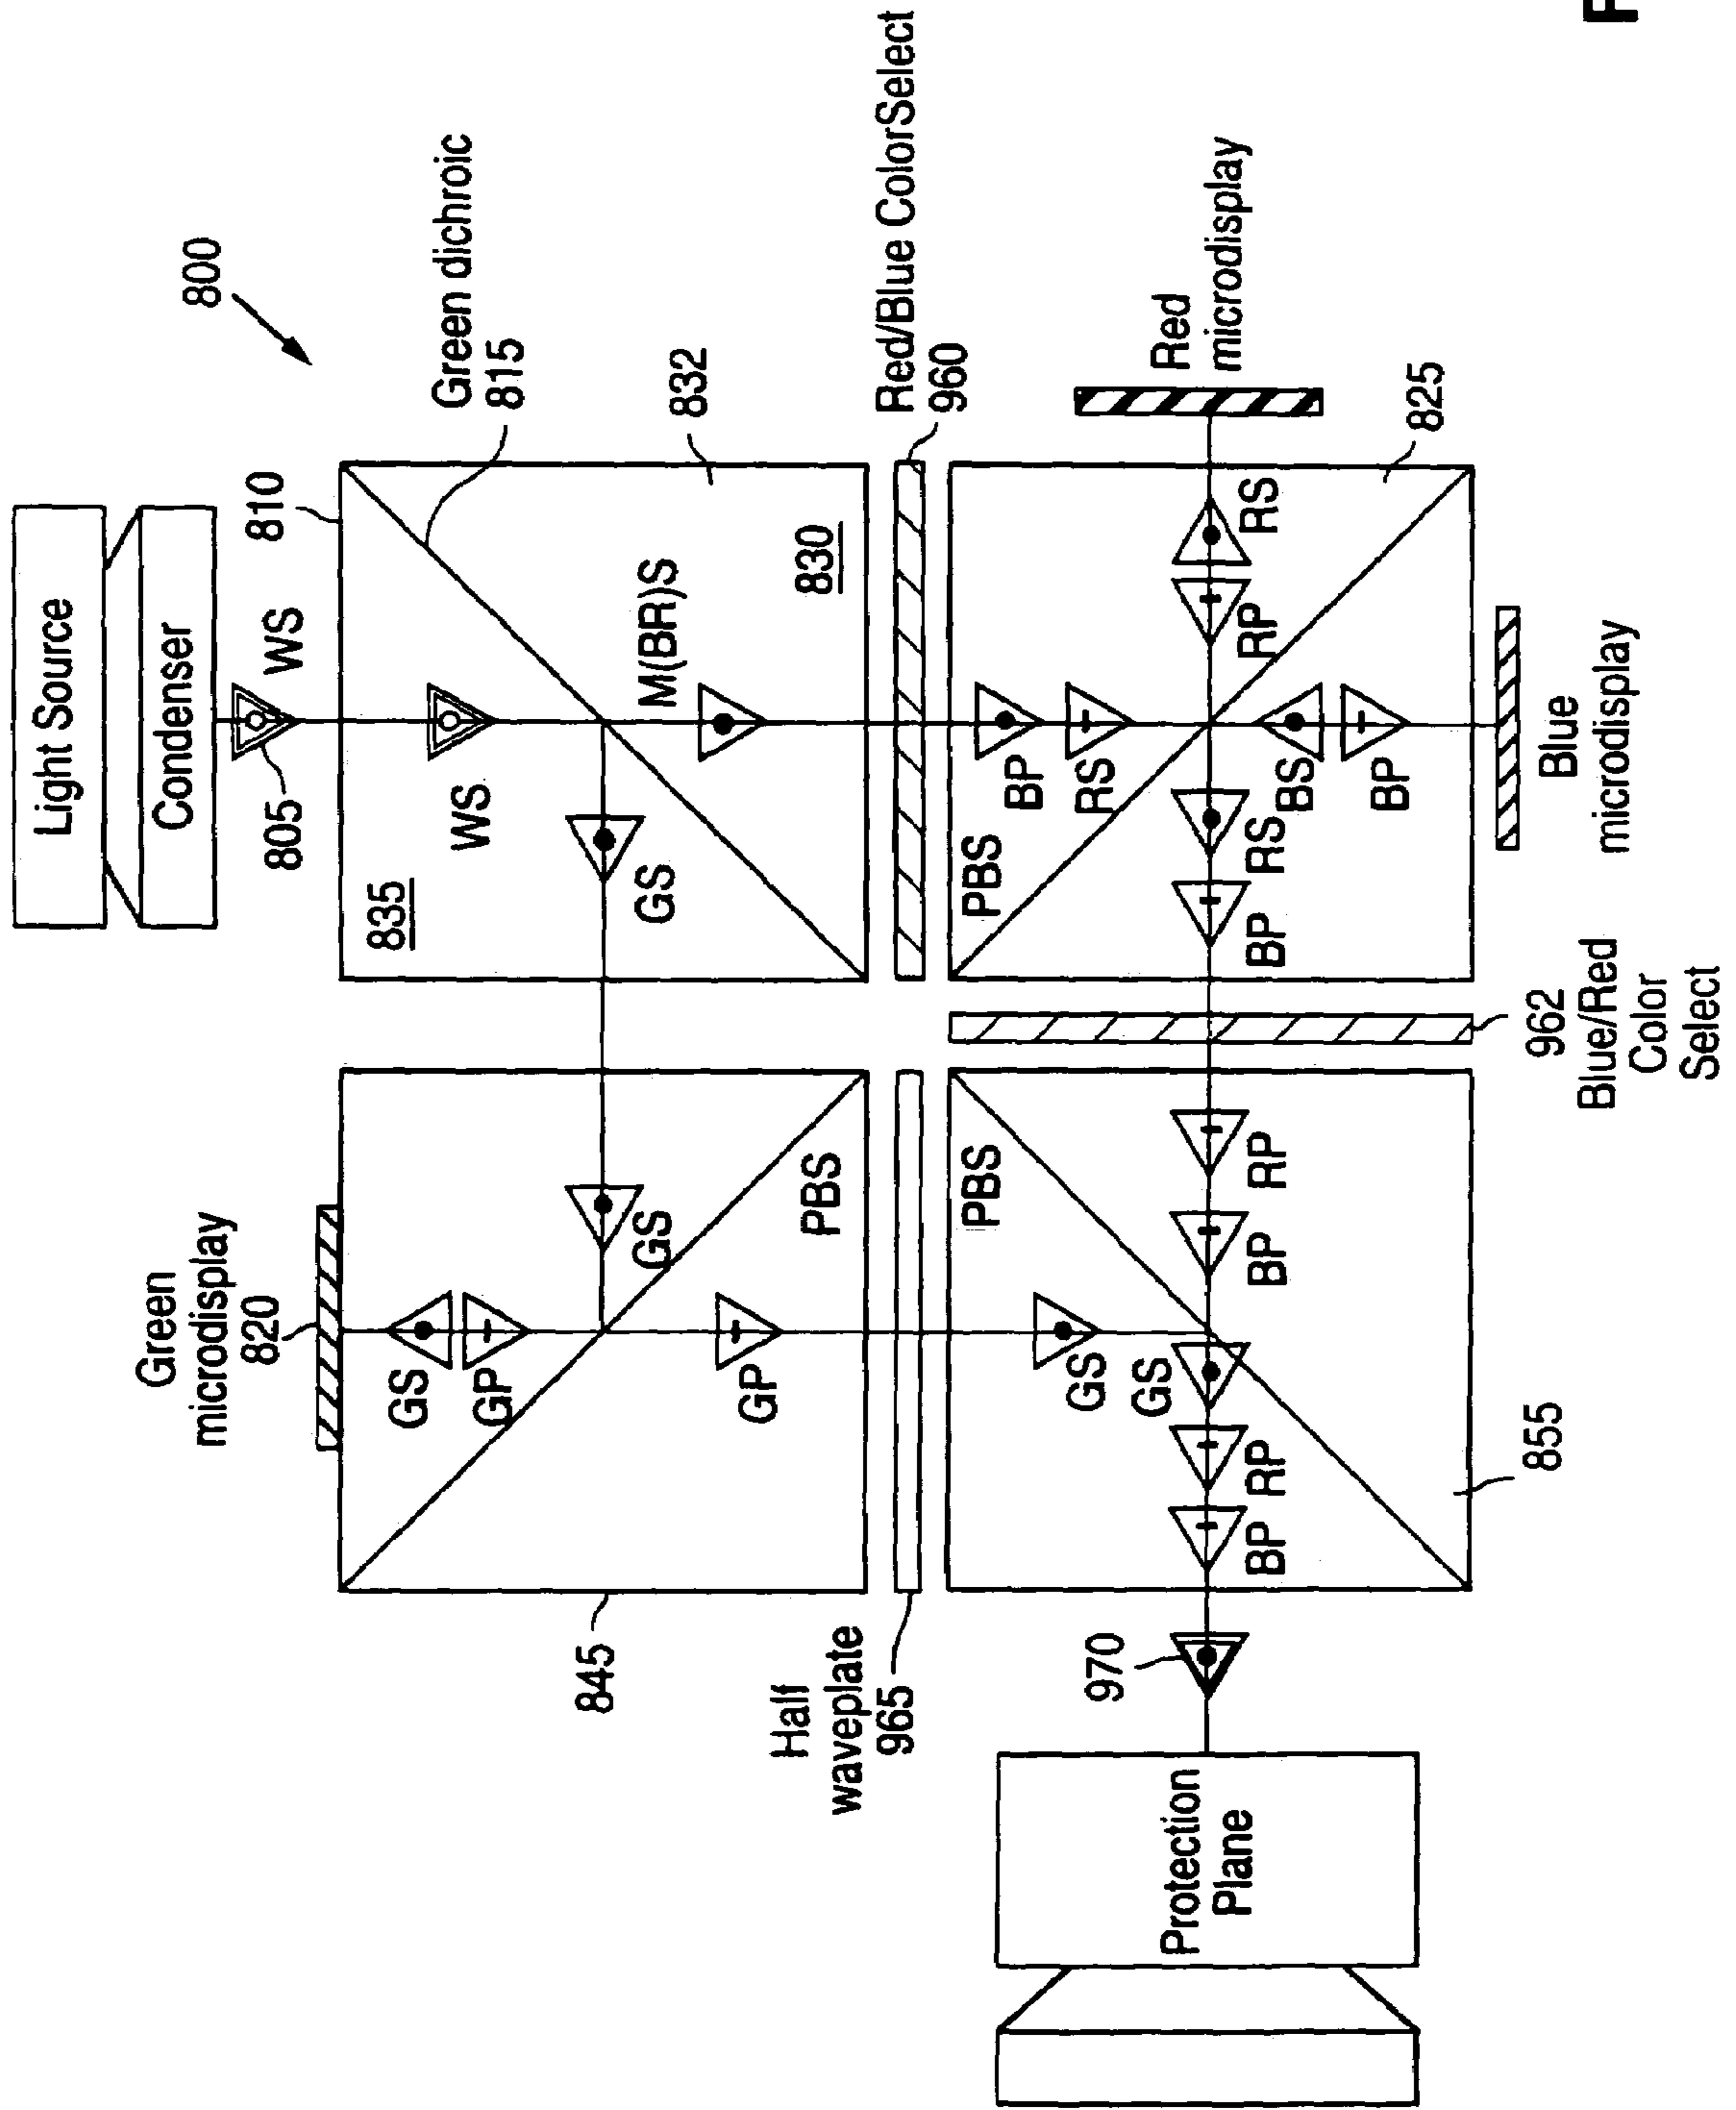 Light Source
Condenser
800
805
WS
810
Green
microdisplay
820
835
WS
Green dichroic
815
GS
GP
GS
GS
M(BR)S
832
830
845
GP
PBS
Half
waveplate
965
Red/Blue ColorSelect
960
PBS
PBS
BP
RS
GS
GS
970
BP
RP
BP
RP
BP
RS
BS
RP
RS
Red
microdisplay
BP
825
Protection
Plane
855
962
Blue/Red
Color
Select
Blue
microdisplay
F